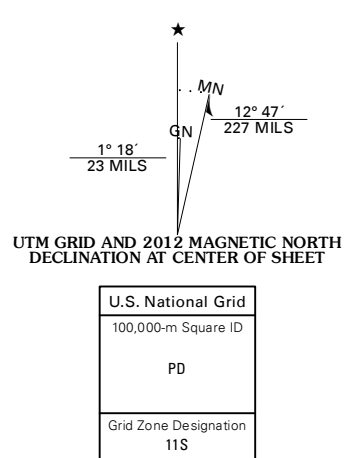 ★
MN
GN
12° 47´
227 MILS
1° 18´
23 MILS
UTM GRID AND 2012 MAGNETIC NORTH
DECLINATION AT CENTER OF SHEET
U.S. National Grid
100,000-m Square ID
PD
Grid Zone Designation
11S